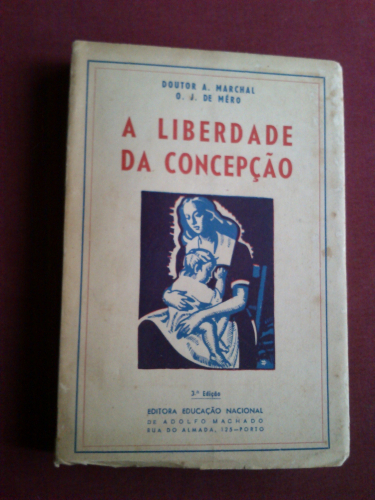 DOUTOR A. MARCHAL
O. J. DE MÉRO
A LIBERDADE
DA CONCEPÇÃO
3.ª Edição
EDITORA EDUCAÇÃO NACIONAL
DE ADOLFO MACHADO
RUA DO ALMADA, 125—PORTO